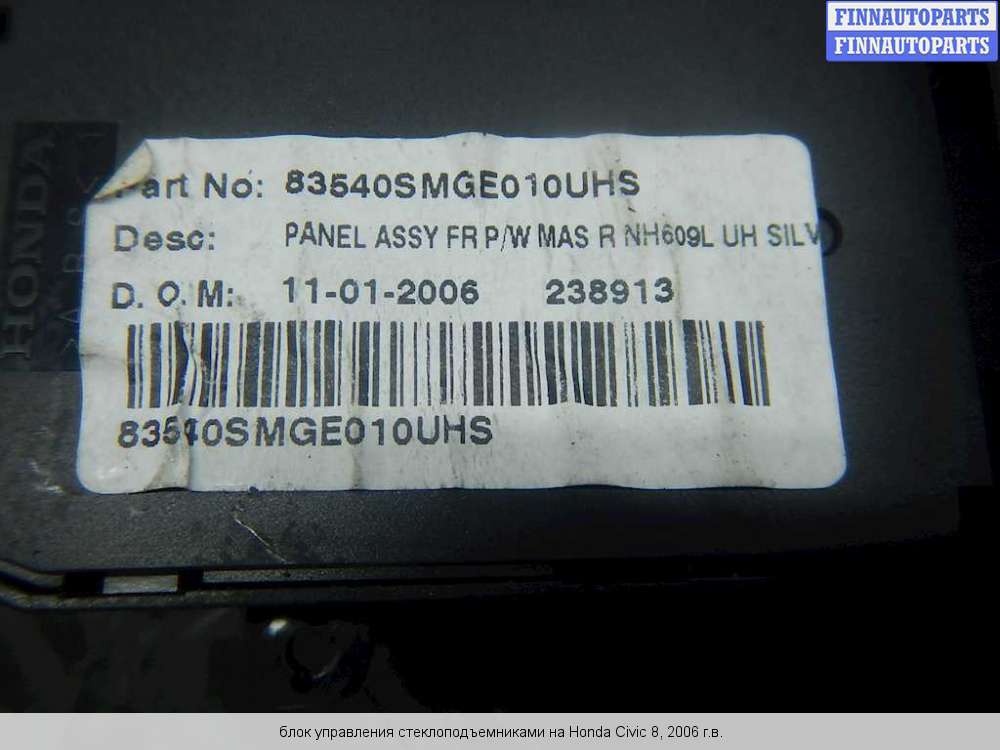 FINNAUTOPARTS
FINNAUTOPARTS
HONDA
Part No: 83540SMGE010UHS
Desc: PANEL ASSY FR P/W MAS R NH609L UH SILV
D. O. M: 11-01-2006 238913
83540SMGE010UHS
блок управления стеклоподъемниками на Honda Civic 8, 2006 г.в.